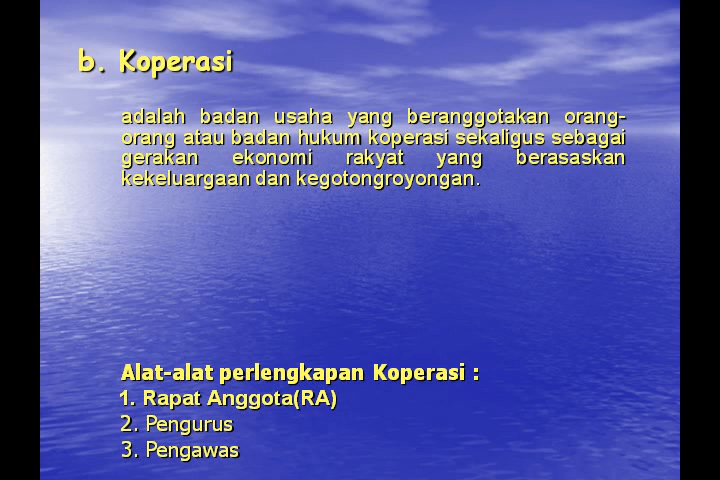 b. Koperasi
adalah badan usaha yang beranggotakan orang-
orang atau badan hukum koperasi sekaligus sebagai
gerakan ekonomi rakyat yang berasaskan
kekeluargaan dan kegotongroyongan.
Alat-alat perlengkapan Koperasi :
1. Rapat Anggota(RA)
2. Pengurus
3. Pengawas